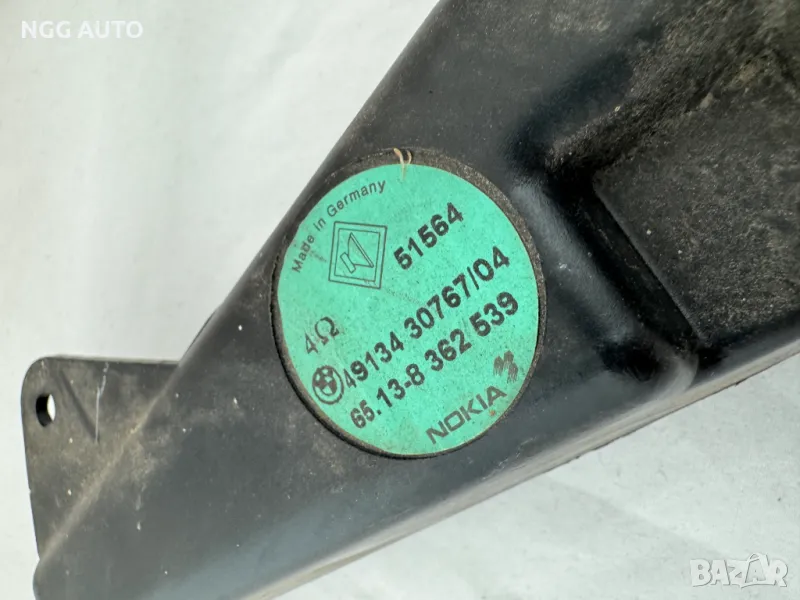 NGG AUTO
Made in Germany
51564
4Ω
49134 30767/04
65.13-8 362 539
NOKIA
BAZAR